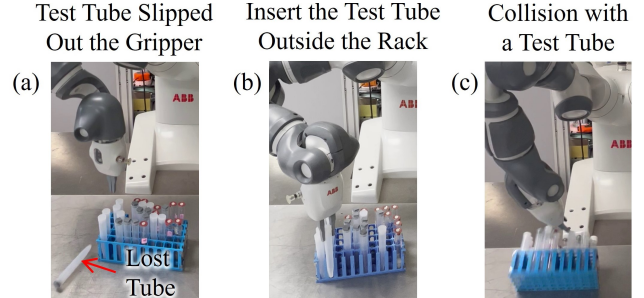 Test Tube Slipped
Out the Gripper
Insert the Test Tube
Outside the Rack
Collision with
a Test Tube
(a)
(b)
(c)
ABB
ABB
ABB
ABB
Lost
Tube